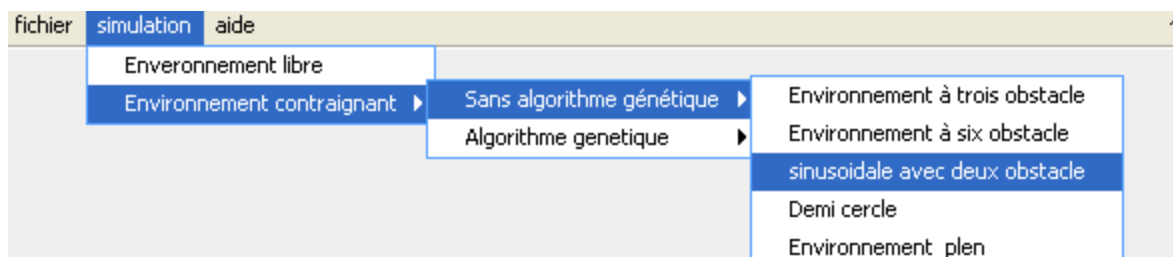 fichier simulation aide
Enveronnement libre
Environnement contraignant
Sans algorithme génétique
Algorithme genetique
Environnement à trois obstacle
Environnement à six obstacle
sinusoidale avec deux obstacle
Demi cercle
Environnement plen